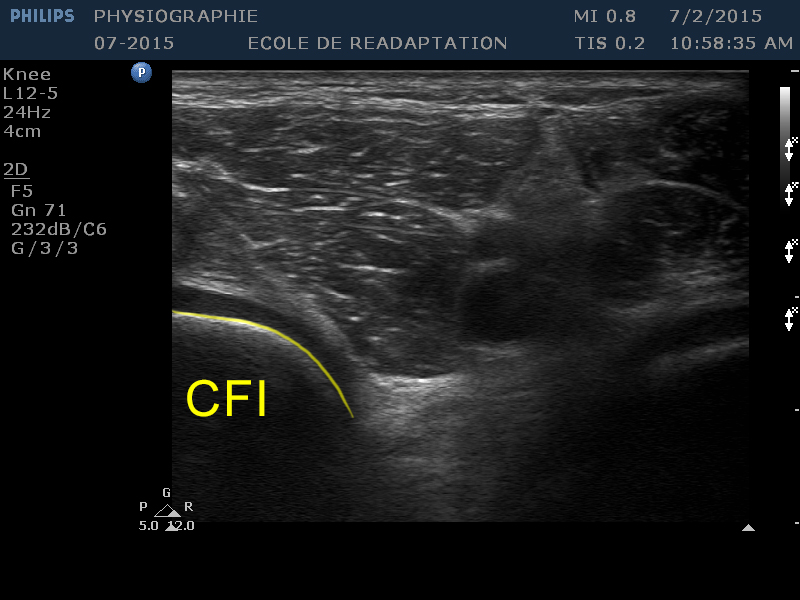 PHILIPS PHYSIOGRAPHIE MI 0.8 7/2/2015
07-2015 ECOLE DE READAPTATION TIS 0.2 10:58:35 AM
Knee
P
L12-5
24Hz
4cm
2D
F5
Gn 71
232dB/C6
G/3/3
CFI
G
P R
5.0 12.0